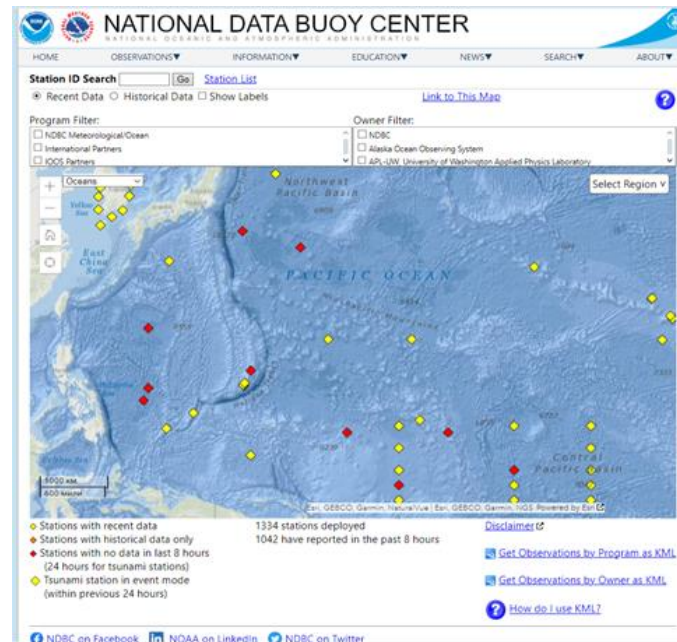 NATIONAL DATA BUOY CENTER
NATIONAL OCEANIC AND ATMOSPHERIC ADMINISTRATION
HOME OBSERVATIONS▼ INFORMATION▼ EDUCATION▼ NEWS▼ SEARCH▼ ABOUT▼
Station ID Search Go Station List
Recent Data Historical Data Show Labels Link to This Map ?
Program Filter: Owner Filter:
NDBC Meteorological/Ocean NDBC
International Partners Alaska Ocean Observing System
IOOS Partners APL-UW, University of Washington Applied Physics Laboratory
+ Oceans Northwest Pacific Basin Select Region v
Yellow Sea
East China Sea
PACIFIC OCEAN
Central Pacific Basin
1000 KM
600 Miles
Esri, GEBCO, Garmin, NaturalVue | Esri, GEBCO, Garmin, NGS Powered by Esri
Stations with recent data 1334 stations deployed Disclaimer
Stations with historical data only 1042 have reported in the past 8 hours
Stations with no data in last 8 hours
(24 hours for tsunami stations) Get Observations by Program as KML
Tsunami station in event mode
(within previous 24 hours) Get Observations by Owner as KML
? How do I use KML?
NDBC on Facebook NOAA on LinkedIn NDBC on Twitter